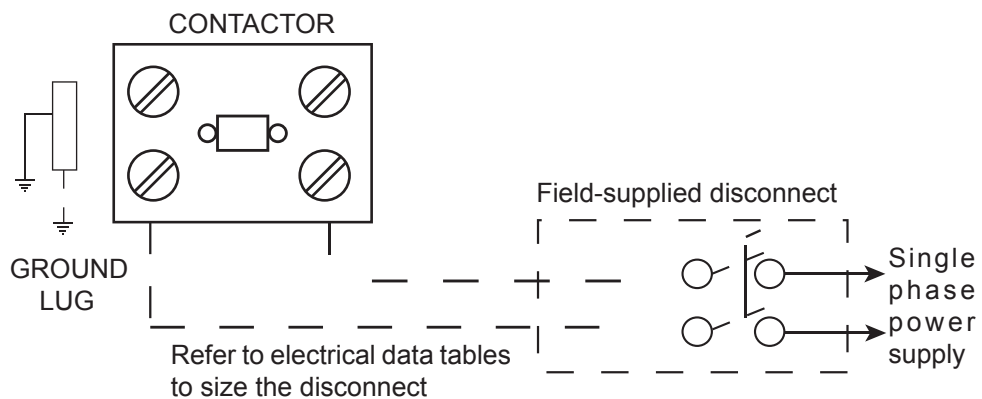 CONTACTOR
GROUND
LUG
Field-supplied disconnect
Single
phase
power
supply
Refer to electrical data tables
to size the disconnect